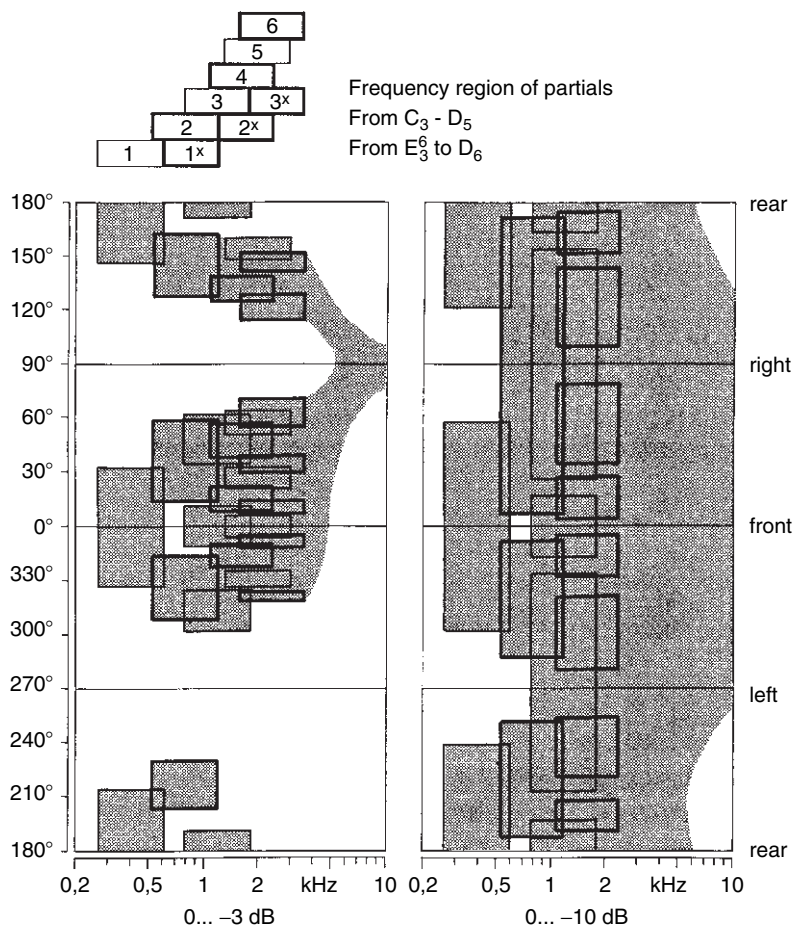 6
5
4
3 3x
2 2x
1 1x
Frequency region of partials
From C3 - D5
From E36 to D6
180° rear
150°
120°
90° right
60°
30°
0° front
330°
300°
270° left
240°
210°
180° rear
0,2 0,5 1 2 kHz 10 0,2 0,5 1 2 kHz 10
0... –3 dB 0... –10 dB